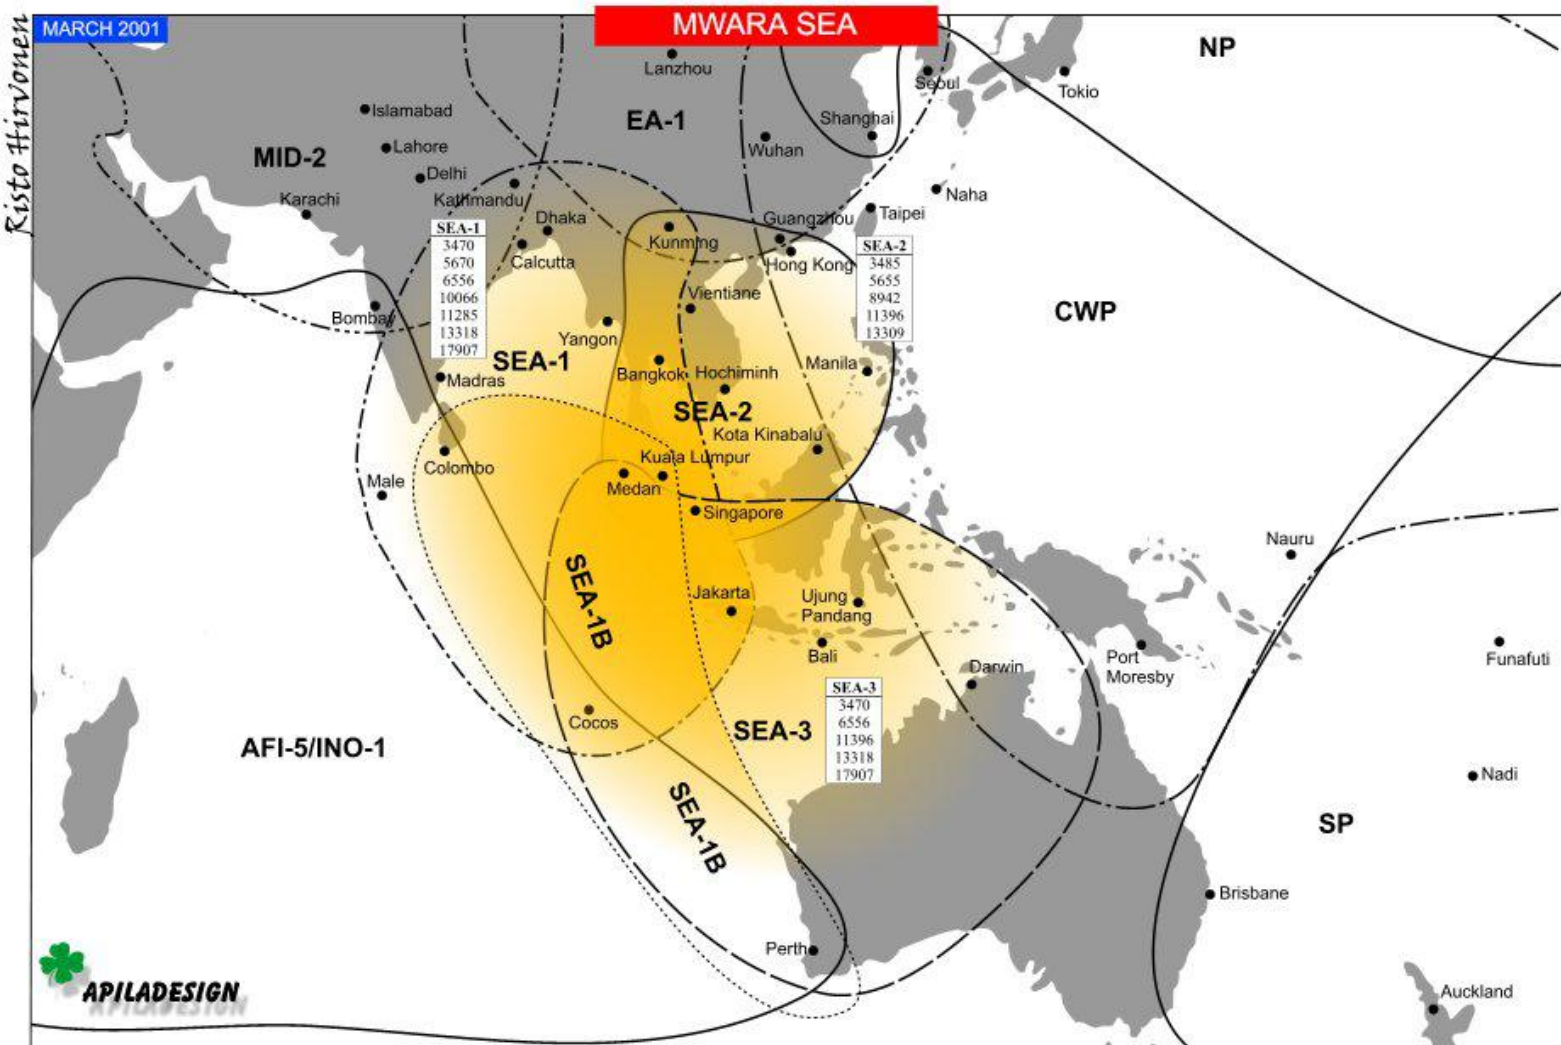 Risto Hirvonen
MARCH 2001
MWARA SEA
NP
Lanzhou
Seoul
Tokio
Islamabad
EA-1
Shanghai
Lahore
MID-2
Wuhan
Delhi
Karachi
Kathmandu
Naha
Dhaka
Guangzhou
Taipei
Kunming
Calcutta
Hong Kong
SEA-1
3470
5670
6556
10066
11285
13318
17907
SEA-2
3485
5655
8942
11396
13309
Vientiane
CWP
Bombay
Yangon
SEA-1
Bangkok
Hochiminh
Manila
Madras
SEA-2
Kota Kinabalu
Colombo
Kuala Lumpur
Male
Medan
Singapore
Nauru
SEA-1B
Jakarta
Ujung
Pandang
Bali
Darwin
Port
Moresby
Funafuti
SEA-3
3470
6556
11396
13318
17907
Cocos
SEA-3
AFI-5/INO-1
Nadi
SEA-1B
SP
Brisbane
Perth
APILADESIGN
Auckland